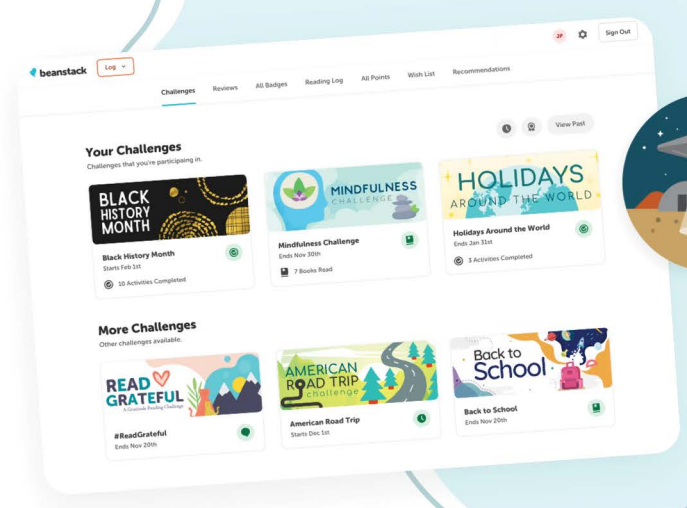 beanstack
Log
JF
Sign Out
Challenges
Reviews
All Badges
Reading Log
All Points
Wish List
Recommendations
Your Challenges
Challenges that you're participaing in.
View Past
BLACK
HISTORY
MONTH
Black History Month
Starts Feb 1st
10 Activities Completed
MINDFULNESS
CHALLENGE
Mindfulness Challenge
Ends Nov 30th
7 Books Read
HOLIDAYS
AROUND THE WORLD
Holidays Around the World
Ends Jan 31st
3 Activities Completed
More Challenges
Other challenges available.
READ
GRATEFUL
A Gratitude Reading Challenge
#ReadGrateful
Ends Nov 20th
AMERICAN
ROAD TRIP
challenge
American Road Trip
Starts Dec 1st
Back to
School
Back to School
Ends Nov 20th